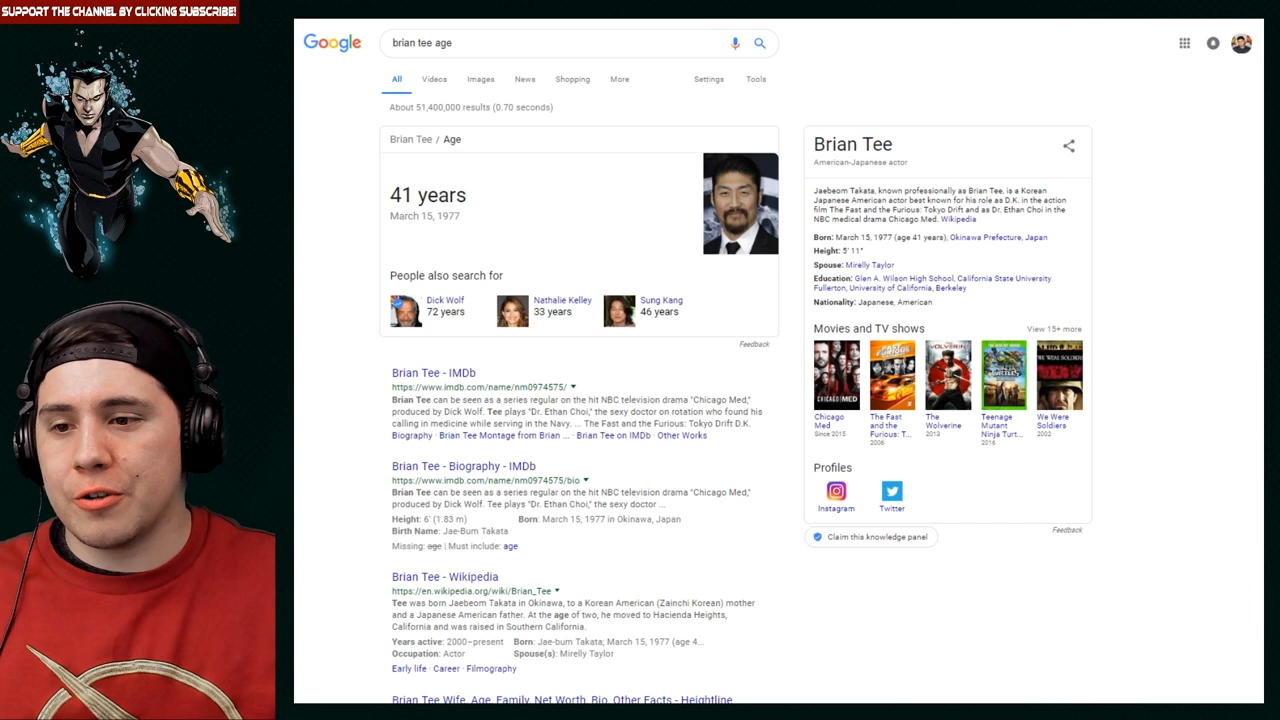 SUPPORT THE CHANNEL BY CLICKING SUBSCRIBE!
Google
brian tee age
All Videos Images News Shopping More Settings Tools
About 51,400,000 results (0.70 seconds)
Brian Tee / Age
41 years
March 15, 1977
People also search for
Dick Wolf
72 years
Nathalie Kelley
33 years
Sung Kang
46 years
Feedback
Brian Tee - IMDb
https://www.imdb.com/name/nm0974575/
Brian Tee can be seen as a series regular on the hit NBC television drama "Chicago Med,"
produced by Dick Wolf. Tee plays "Dr. Ethan Choi," the sexy doctor on rotation who found his
calling in medicine while serving in the Navy. ... The Fast and the Furious: Tokyo Drift D.K.
Biography · Brian Tee Montage from Brian ... · Brian Tee on IMDb · Other Works
Brian Tee - Biography - IMDb
https://www.imdb.com/name/nm0974575/bio
Brian Tee can be seen as a series regular on the hit NBC television drama "Chicago Med,"
produced by Dick Wolf. Tee plays "Dr. Ethan Choi," the sexy doctor ...
Height: 6' (1.83 m) Born: March 15, 1977 in Okinawa, Japan
Birth Name: Jae-Bum Takata
Missing: age | Must include: age
Brian Tee - Wikipedia
https://en.wikipedia.org/wiki/Brian_Tee
Tee was born Jaebeom Takata in Okinawa, to a Korean American (Zainchi Korean) mother
and a Japanese American father. At the age of two, he moved to Hacienda Heights,
California and was raised in Southern California.
Years active: 2000–present Born: Jae-bum Takata; March 15, 1977 (age 4...
Occupation: Actor Spouse(s): Mirelly Taylor
Early life · Career · Filmography
Brian Tee Wife, Age, Family, Net Worth, Bio, Other Facts - Heightline
Brian Tee
American-Japanese actor
Jaebeom Takata, known professionally as Brian Tee, is a Korean
Japanese American actor best known for his role as D.K. in the action
film The Fast and the Furious: Tokyo Drift and as Dr. Ethan Choi in the
NBC medical drama Chicago Med. Wikipedia
Born: March 15, 1977 (age 41 years), Okinawa Prefecture, Japan
Height: 5' 11"
Spouse: Mirelly Taylor
Education: Glen A. Wilson High School, California State University
Fullerton, University of California, Berkeley
Nationality: Japanese, American
Movies and TV shows
View 15+ more
CHICAGO MED
WOLVERINE
WE WERE SOLDIERS
Chicago
Med
Since 2015
The Fast
and the
Furious: T...
2006
The
Wolverine
2013
Teenage
Mutant
Ninja Turt...
2016
We Were
Soldiers
2002
Profiles
Instagram
Twitter
Feedback
Claim this knowledge panel